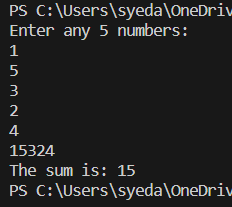 PS C:\Users\syeda\OneDriv
Enter any 5 numbers:
1
5
3
2
4
15324
The sum is: 15
PS C:\Users\syeda\OneDriv